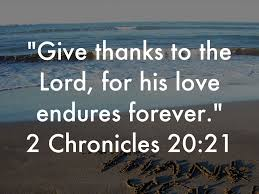 "Give thanks to the
Lord, for his love
endures forever."
2 Chronicles 20:21